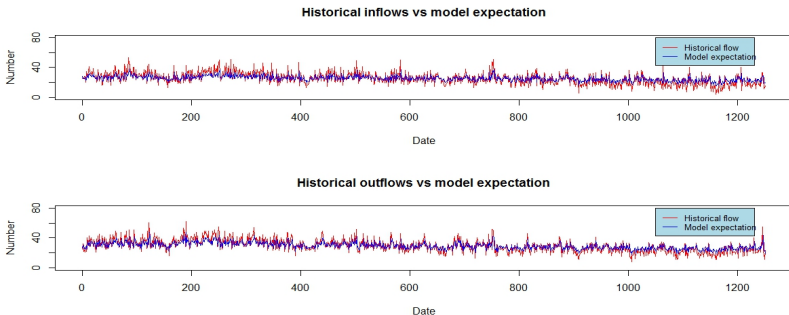 Historical inflows vs model expectation
80
40
0
Number
Historical flow
Model expectation
0 200 400 600 800 1000 1200
Date
Historical outflows vs model expectation
80
40
0
Number
Historical flow
Model expectation
0 200 400 600 800 1000 1200
Date